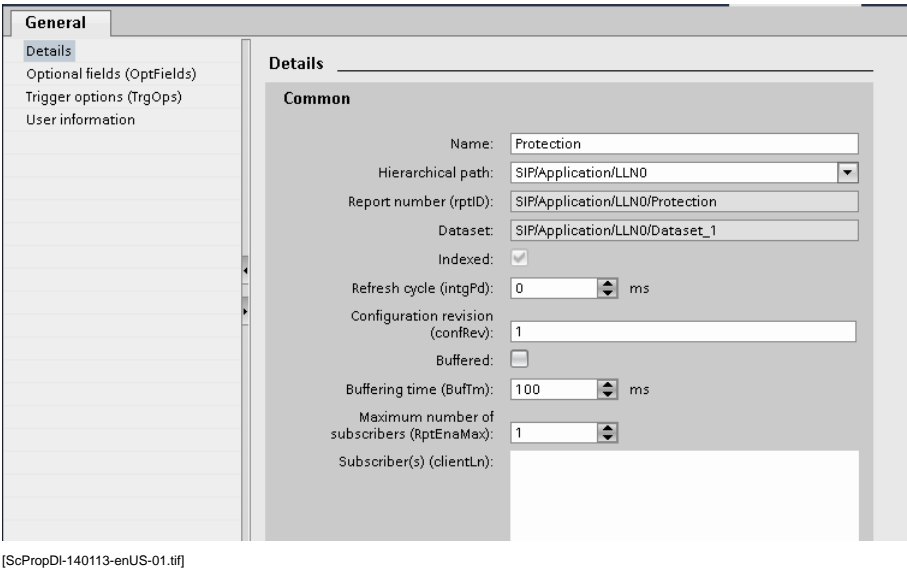 General
Details
Optional fields (OptFields)
Trigger options (TrgOps)
User information
Details
Common
Name: Protection
Hierarchical path: SIP/Application/LLN0
Report number (rptID): SIP/Application/LLN0/Protection
Dataset: SIP/Application/LLN0/Dataset_1
Indexed:
Refresh cycle (intgPd): 0 ms
Configuration revision
(confRev): 1
Buffered:
Buffering time (BufTm): 100 ms
Maximum number of
subscribers (RptEnaMax): 1
Subscriber(s) (clientLn):
[ScPropDI-140113-enUS-01.tif]